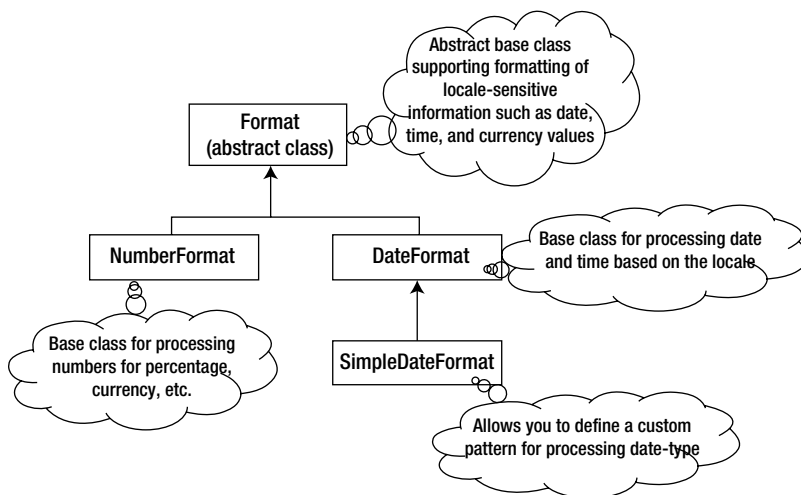 Abstract base class
supporting formatting of
locale-sensitive
information such as date,
time, and currency values
Format
(abstract class)
NumberFormat
DateFormat
Base class for processing date
and time based on the locale
Base class for processing
numbers for percentage,
currency, etc.
SimpleDateFormat
Allows you to define a custom
pattern for processing date-type